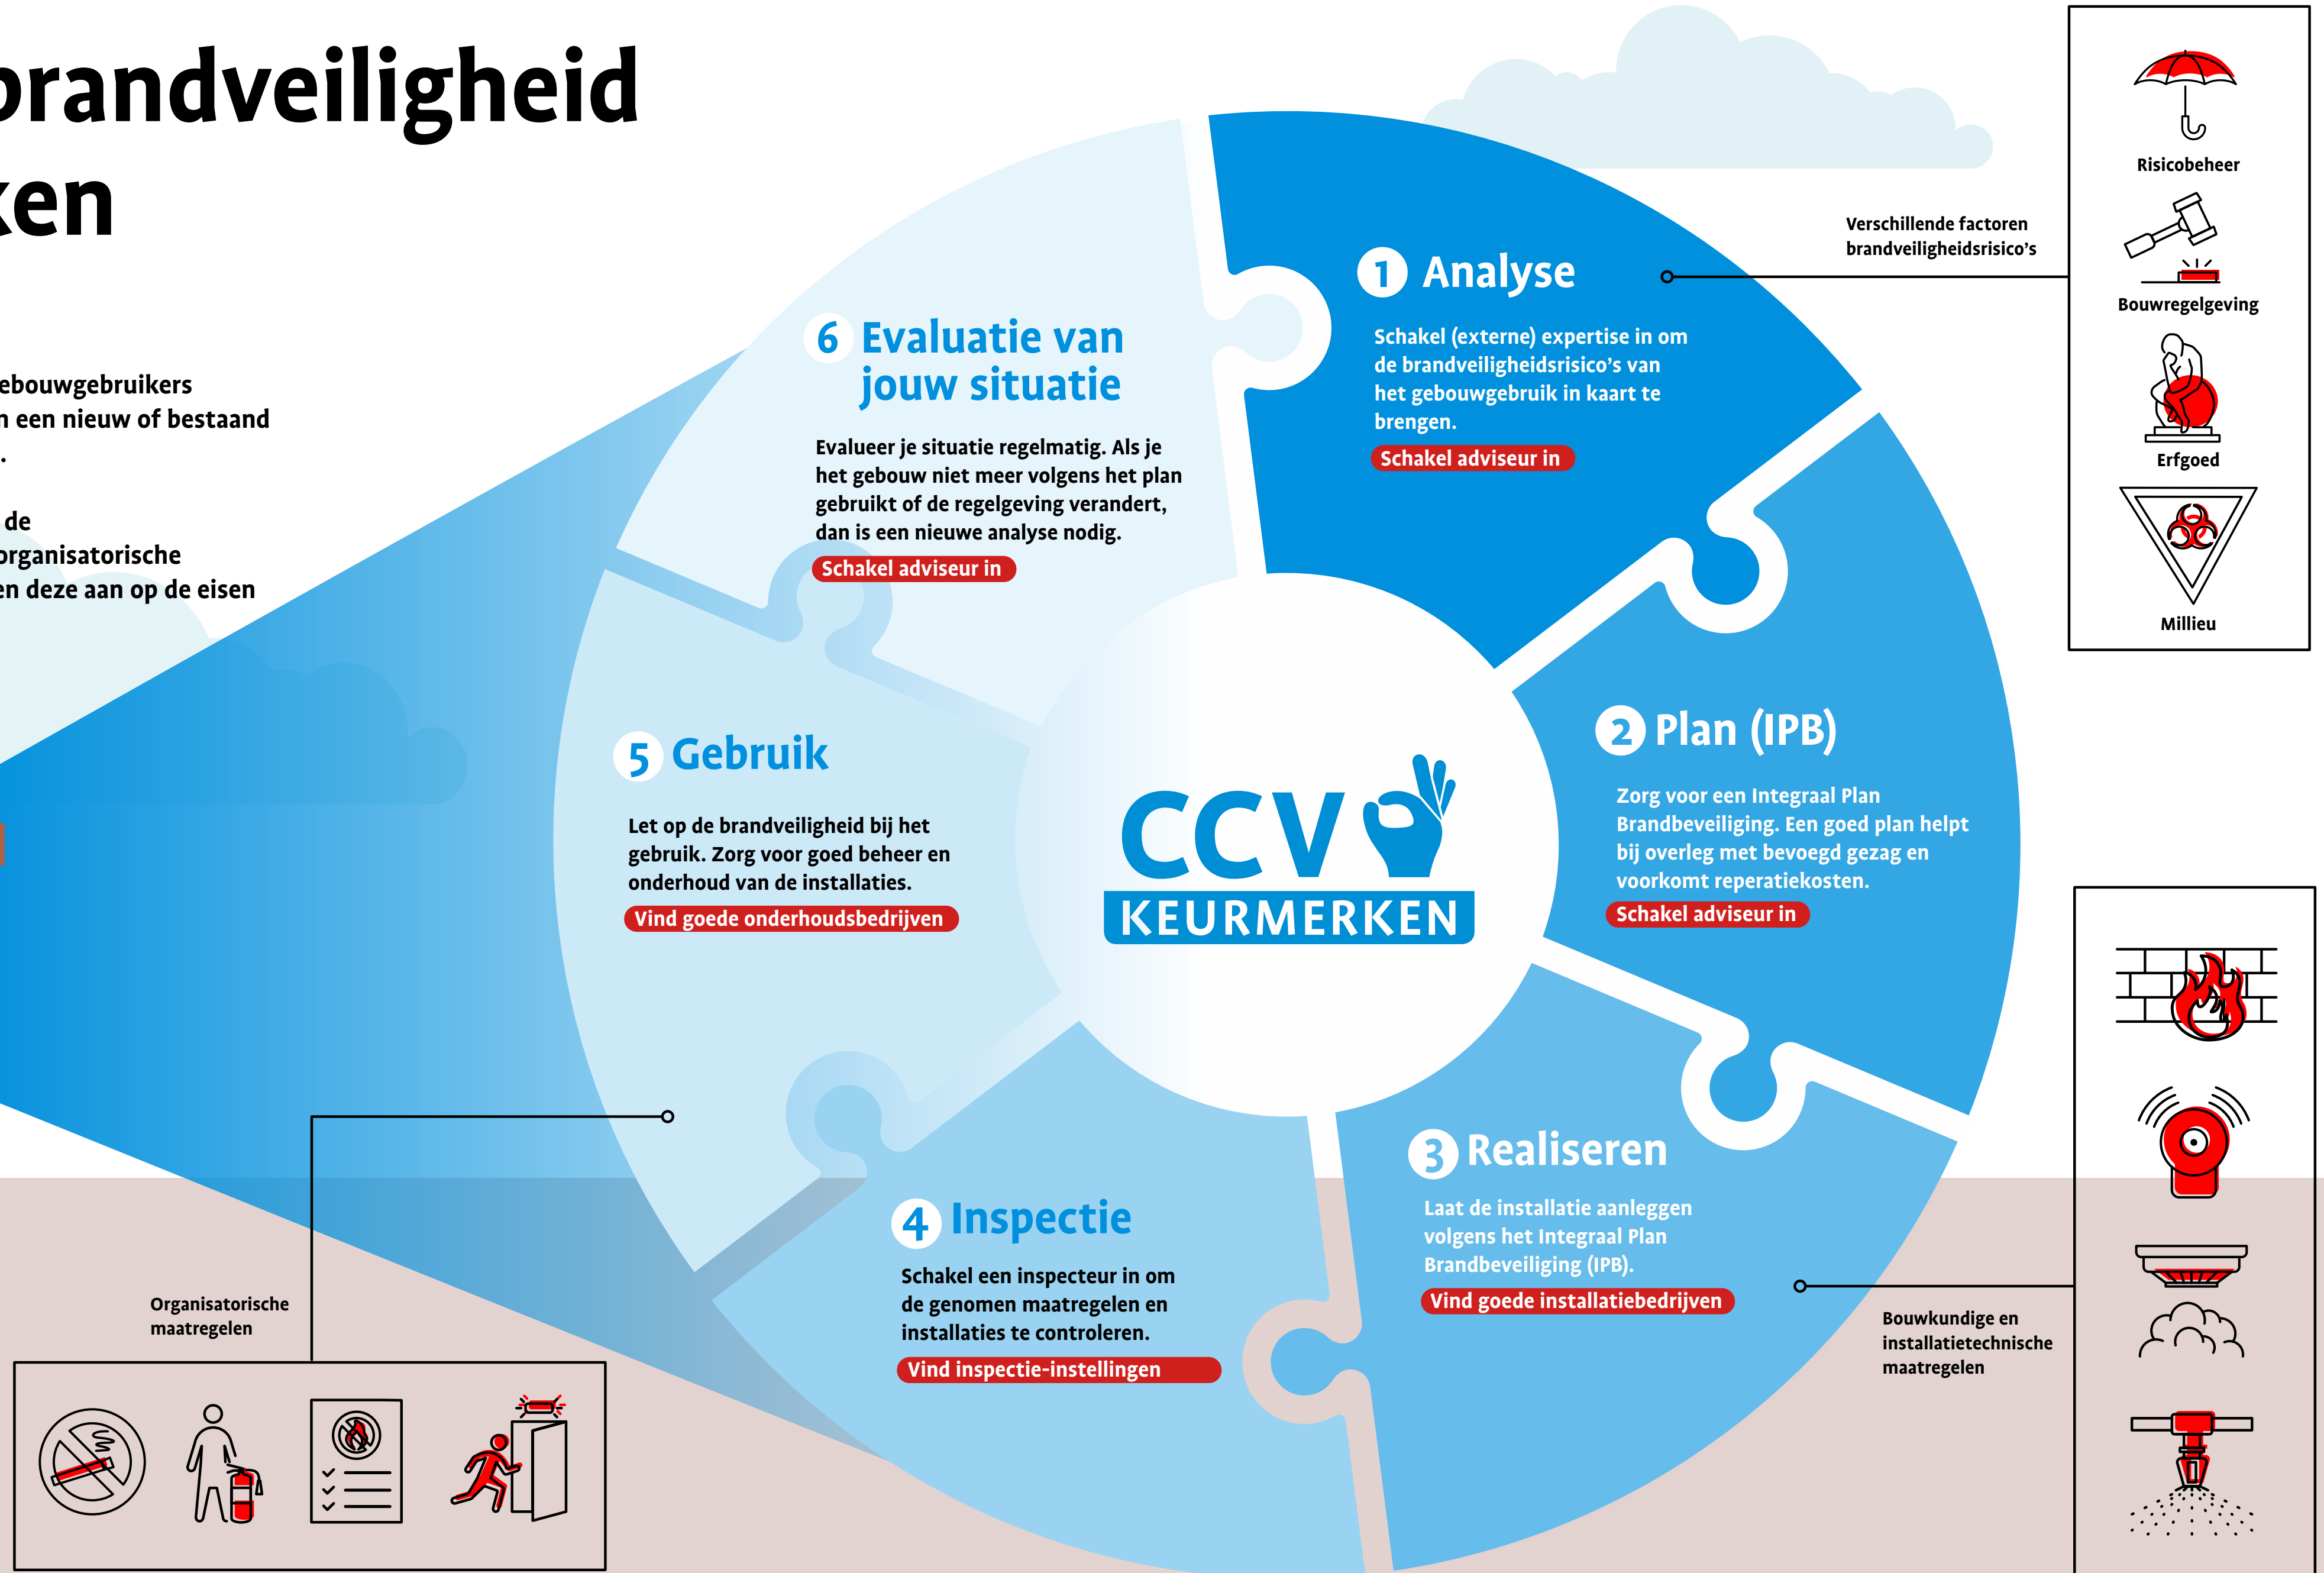 brandveiligheid
ken
ebouwgebruikers
n een nieuw of bestaand
.
de
organisatorische
en deze aan op de eisen
1 Analyse
Schakel (externe) expertise in om
de brandveiligheidsrisico's van
het gebouwgebruik in kaart te
brengen.
Schakel adviseur in
Verschillende factoren
brandveiligheidsrisico's
Risicobeheer
Bouwregelgeving
Erfgoed
Millieu
2 Plan (IPB)
Zorg voor een Integraal Plan
Brandbeveiliging. Een goed plan helpt
bij overleg met bevoegd gezag en
voorkomt reperatiekosten.
Schakel adviseur in
3 Realiseren
Laat de installatie aanleggen
volgens het Integraal Plan
Brandbeveiliging (IPB).
Vind goede installatiebedrijven
Bouwkundige en
installatietechnische
maatregelen
4 Inspectie
Schakel een inspecteur in om
de genomen maatregelen en
installaties te controleren.
Vind inspectie-instellingen
5 Gebruik
Let op de brandveiligheid bij het
gebruik. Zorg voor goed beheer en
onderhoud van de installaties.
Vind goede onderhoudsbedrijven
Organisatorische
maatregelen
6 Evaluatie van
jouw situatie
Evalueer je situatie regelmatig. Als je
het gebouw niet meer volgens het plan
gebruikt of de regelgeving verandert,
dan is een nieuwe analyse nodig.
Schakel adviseur in
CCV
KEURMERKEN